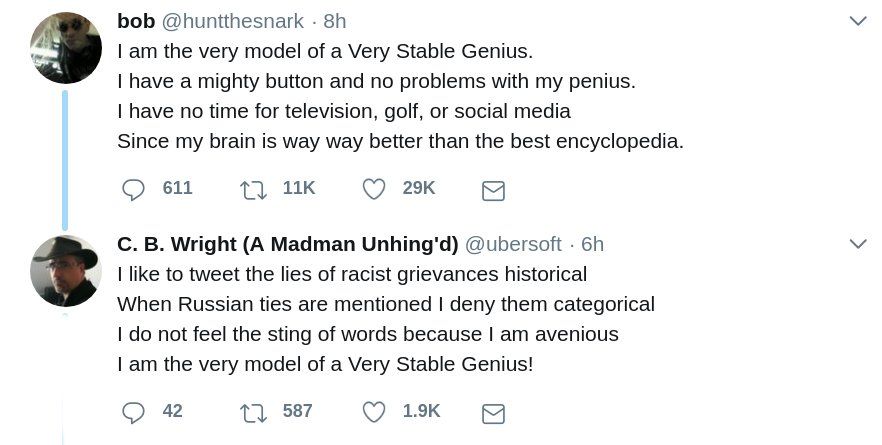 bob @huntthesnark · 8h
I am the very model of a Very Stable Genius.
I have a mighty button and no problems with my penius.
I have no time for television, golf, or social media
Since my brain is way way better than the best encyclopedia.
611 11K 29K
C. B. Wright (A Madman Unhing'd) @ubersoft · 6h
I like to tweet the lies of racist grievances historical
When Russian ties are mentioned I deny them categorical
I do not feel the sting of words because I am avenious
I am the very model of a Very Stable Genius!
42 587 1.9K